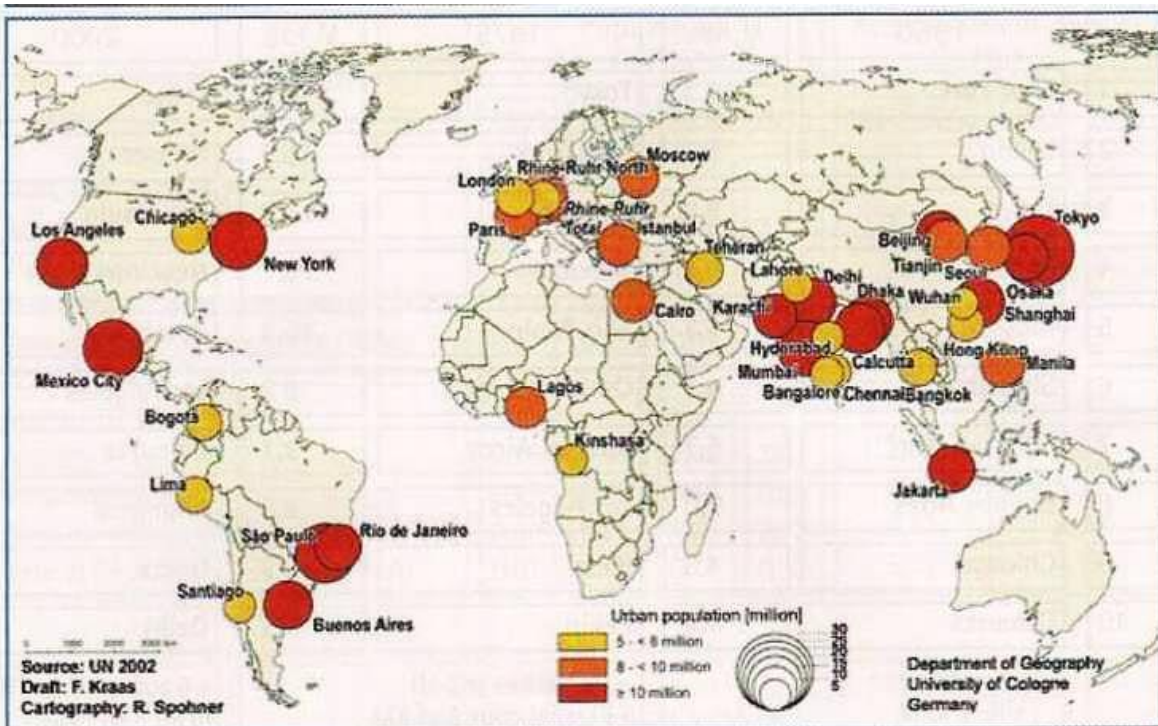 Moscow
Rhine-Ruhr North
London
Rhine-Ruhr
Chicago
Los Angeles
Paris
Total
Istanbul
Tokyo
New York
Teheran
Beijing
Tianjin
Seoul
Lahore
Delhi
Dhaka
Wuhan
Osaka
Karachi
Cairo
Shanghai
Hyderabad
Calcutta
Hong Kong
Manila
Mexico City
Mumbai
Bangalore
Chennai
Bangkok
Lagos
Bogotá
Kinshasa
Lima
Jakarta
São Paulo
Rio de Janeiro
Santiago
Buenos Aires
Urban population [million]
5 - < 8 million
8 - < 10 million
≥ 10 million
Source: UN 2002
Draft: F. Kraas
Cartography: R. Spohner
Department of Geography
University of Cologne
Germany